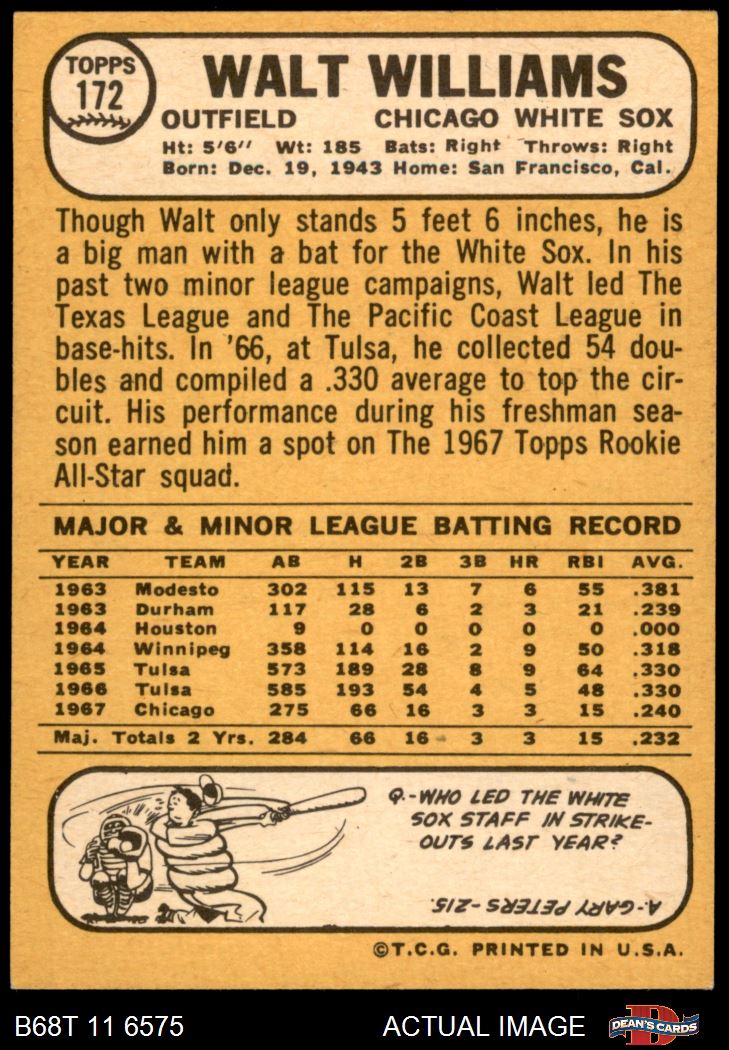 TOPPS
172
WALT WILLIAMS
OUTFIELD CHICAGO WHITE SOX
Ht: 5'6" Wt: 185 Bats: Right Throws: Right
Born: Dec. 19, 1943 Home: San Francisco, Cal.
Though Walt only stands 5 feet 6 inches, he is
a big man with a bat for the White Sox. In his
past two minor league campaigns, Walt led The
Texas League and The Pacific Coast League in
base-hits. In '66, at Tulsa, he collected 54 dou-
bles and compiled a .330 average to top the cir-
cuit. His performance during his freshman sea-
son earned him a spot on The 1967 Topps Rookie
All-Star squad.
MAJOR & MINOR LEAGUE BATTING RECORD
YEAR TEAM AB H 2B 3B HR RBI AVG.
1963 Modesto 302 115 13 7 6 55 .381
1963 Durham 117 28 6 2 3 21 .239
1964 Houston 9 0 0 0 0 0 .000
1964 Winnipeg 358 114 16 2 9 50 .318
1965 Tulsa 573 189 28 8 9 64 .330
1966 Tulsa 585 193 54 4 5 48 .330
1967 Chicago 275 66 16 3 3 15 .240
Maj. Totals 2 Yrs. 284 66 16 3 3 15 .232
Q.-WHO LED THE WHITE
SOX STAFF IN STRIKE-
OUTS LAST YEAR?
A-GARY PETERS-215.
©T.C.G. PRINTED IN U.S.A.
B68T 11 6575 ACTUAL IMAGE D DEAN'S CARDS